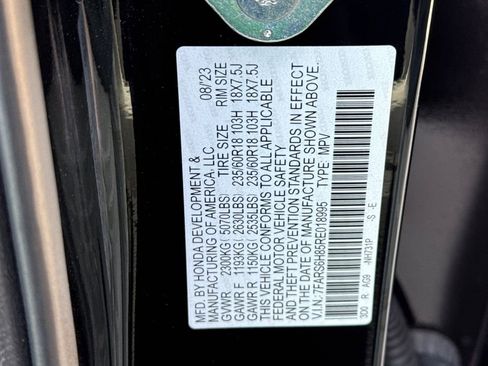 MFD. BY HONDA DEVELOPMENT &
MANUFACTURING OF AMERICA, LLC 08/23
TIRE SIZE RIM SIZE
GVWR 2300KG( 5070LBS)
GAWR F 1193KG( 2630LBS) 235/60R18 103H 18X7.5J
GAWR R 1150KG( 2535LBS) 235/60R18 103H 18X7.5J
THIS VEHICLE CONFORMS TO ALL APPLICABLE
FEDERAL MOTOR VEHICLE SAFETY
AND THEFT PREVENTION STANDARDS IN EFFECT
ON THE DATE OF MANUFACTURE SHOWN ABOVE.
V.I.N.:7FARS6H85RE018995 TYPE: MPV
300 R AG9 -NH731P -S -E